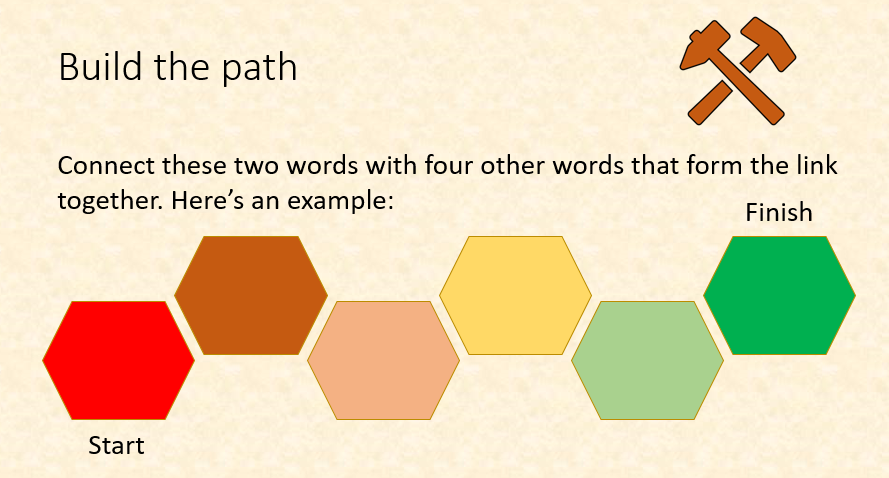 Build the path
Connect these two words with four other words that form the link
together. Here’s an example:
Finish
Start